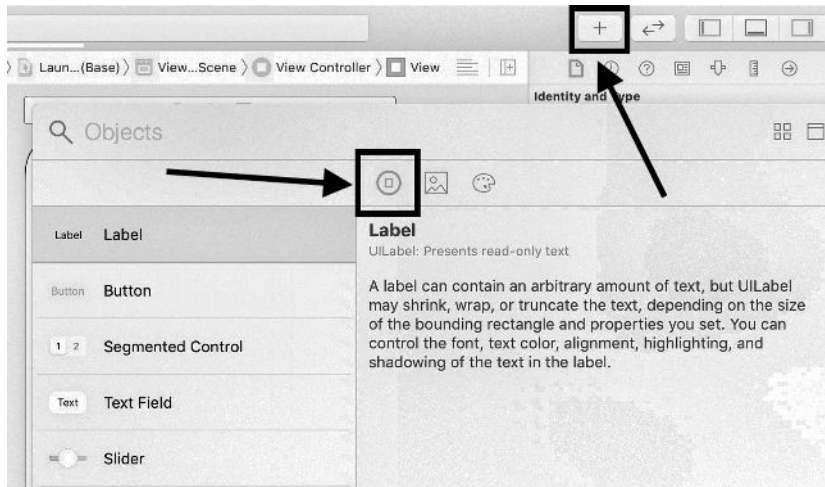 Laun...(Base) 〉 View...Scene 〉 View Controller 〉 View
Identity and Type
Objects
Label Label
Button Button
1 2 Segmented Control
Text Text Field
Slider
Label
UILabel: Presents read-only text
A label can contain an arbitrary amount of text, but UILabel
may shrink, wrap, or truncate the text, depending on the size
of the bounding rectangle and properties you set. You can
control the font, text color, alignment, highlighting, and
shadowing of the text in the label.